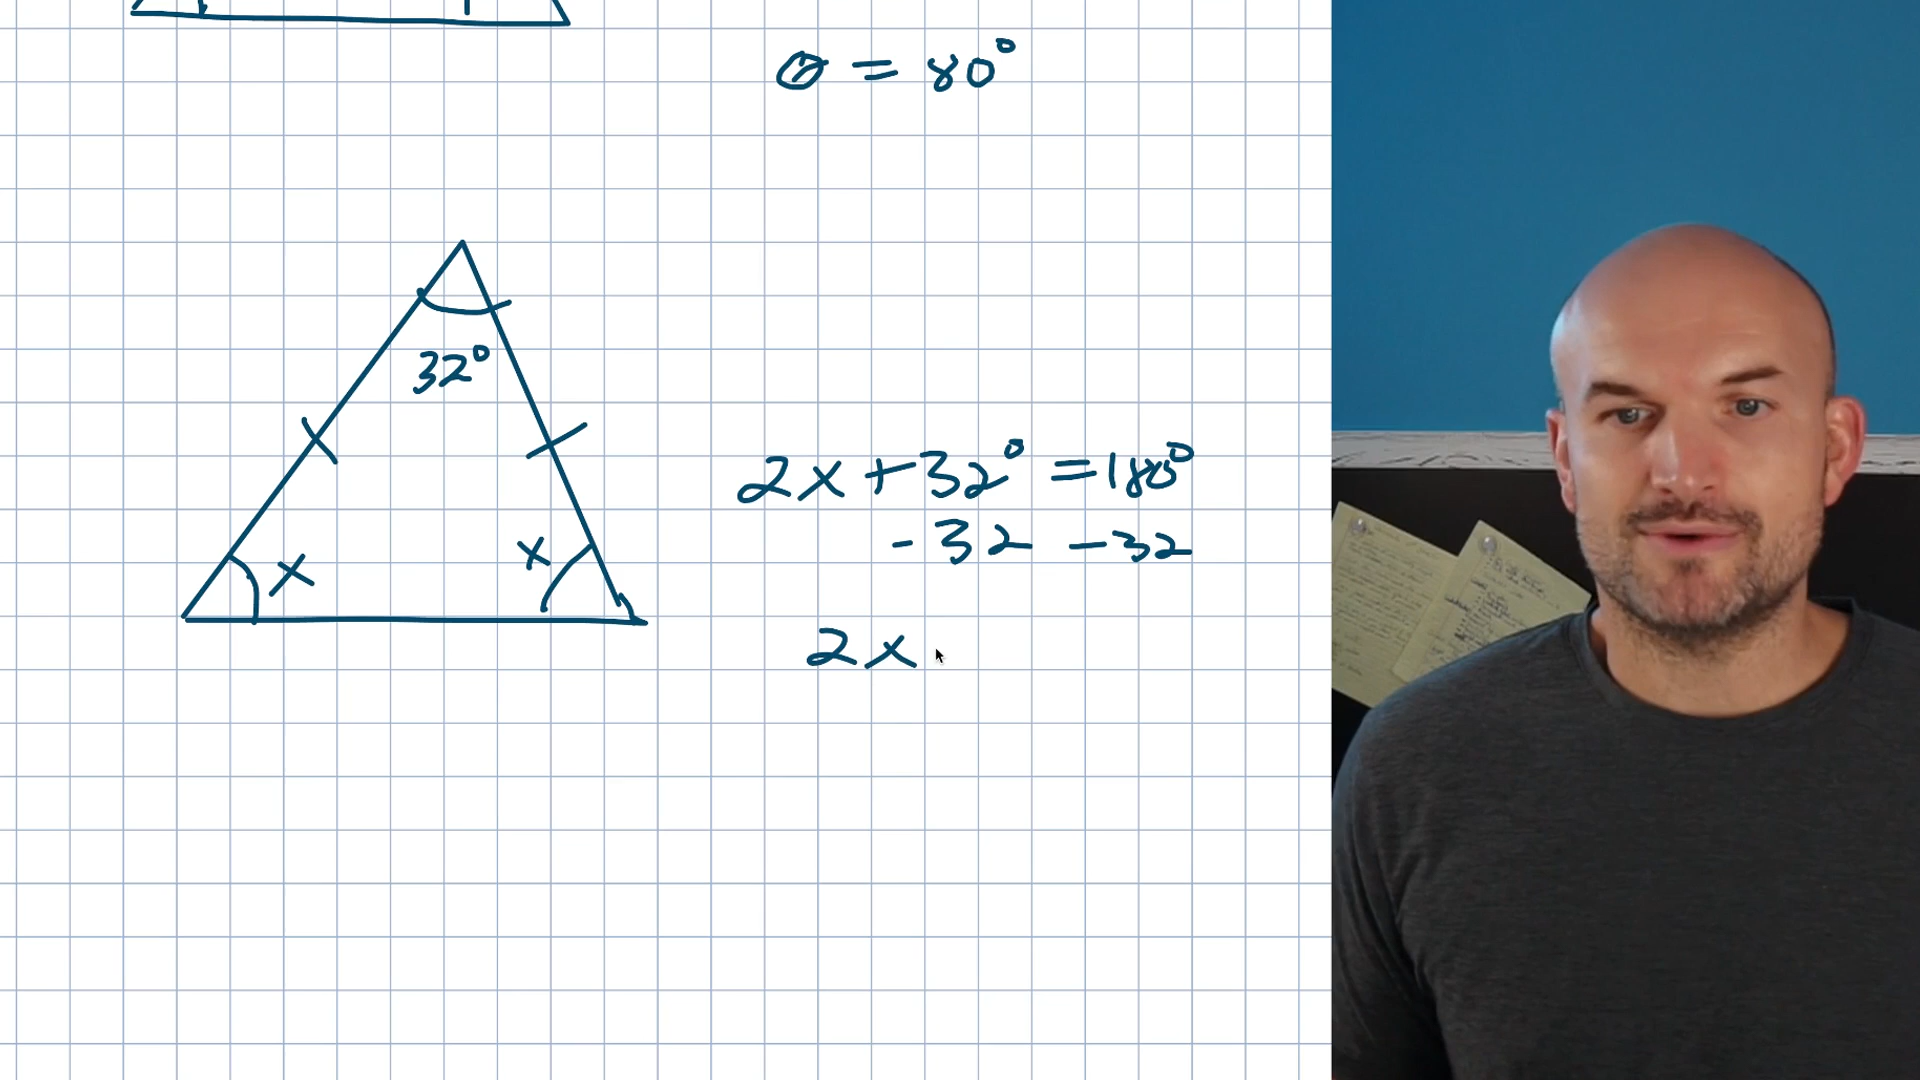 θ = 80°
32°
2x + 32° = 180°
- 32 - 32
x x
2x